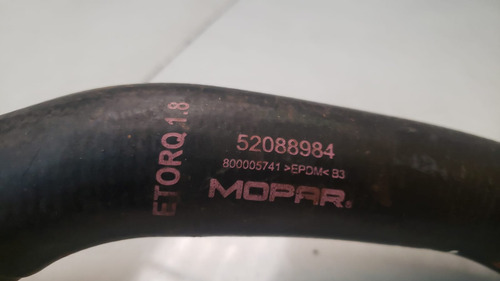 ETORQ 1.8
52088984
800005741 >EPDM< B3
MOPAR.